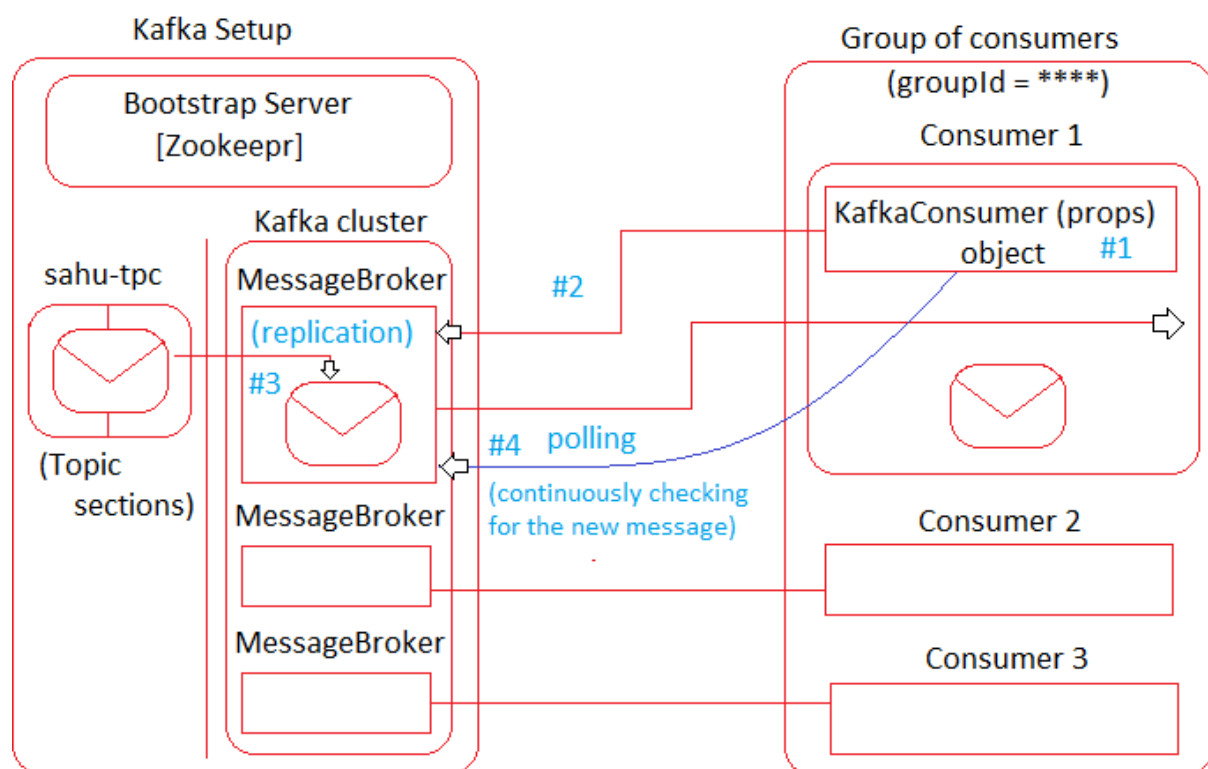 Kafka Setup
Bootstrap Server
[Zookeepr]
Kafka cluster
sahu-tpc
MessageBroker
(replication)
#3
(Topic
sections)
MessageBroker
MessageBroker
#2
#4 polling
(continuously checking
for the new message)
Group of consumers
(groupId = ****)
Consumer 1
KafkaConsumer (props)
object #1
Consumer 2
Consumer 3